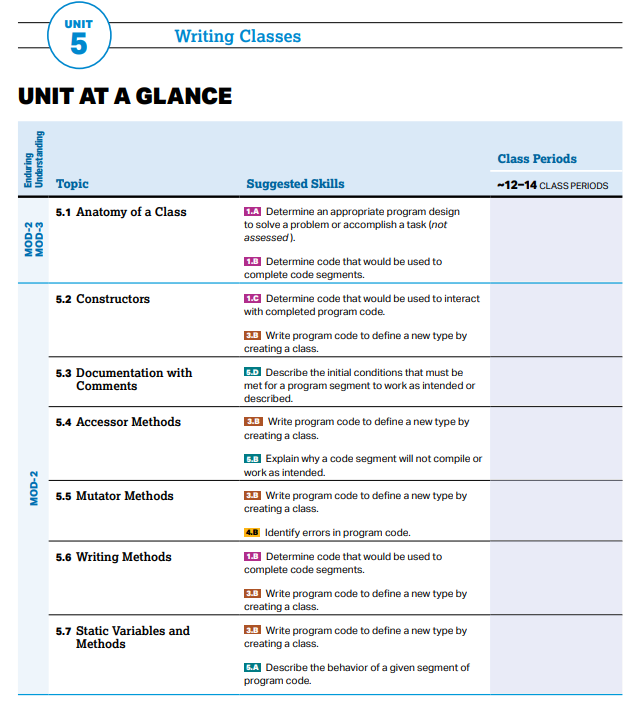 UNIT
5
Writing Classes
UNIT AT A GLANCE
Enduring
Understanding
Topic
Suggested Skills
Class Periods
~12–14 CLASS PERIODS
MOD-2
MOD-3
5.1 Anatomy of a Class
1.A Determine an appropriate program design
to solve a problem or accomplish a task (not
assessed).
1.B Determine code that would be used to
complete code segments.
MOD-2
5.2 Constructors
1.C Determine code that would be used to interact
with completed program code.
3.B Write program code to define a new type by
creating a class.
5.3 Documentation with
Comments
5.D Describe the initial conditions that must be
met for a program segment to work as intended or
described.
5.4 Accessor Methods
3.B Write program code to define a new type by
creating a class.
5.B Explain why a code segment will not compile or
work as intended.
5.5 Mutator Methods
3.B Write program code to define a new type by
creating a class.
4.B Identify errors in program code.
5.6 Writing Methods
1.B Determine code that would be used to
complete code segments.
3.B Write program code to define a new type by
creating a class.
5.7 Static Variables and
Methods
3.B Write program code to define a new type by
creating a class.
5.A Describe the behavior of a given segment of
program code.